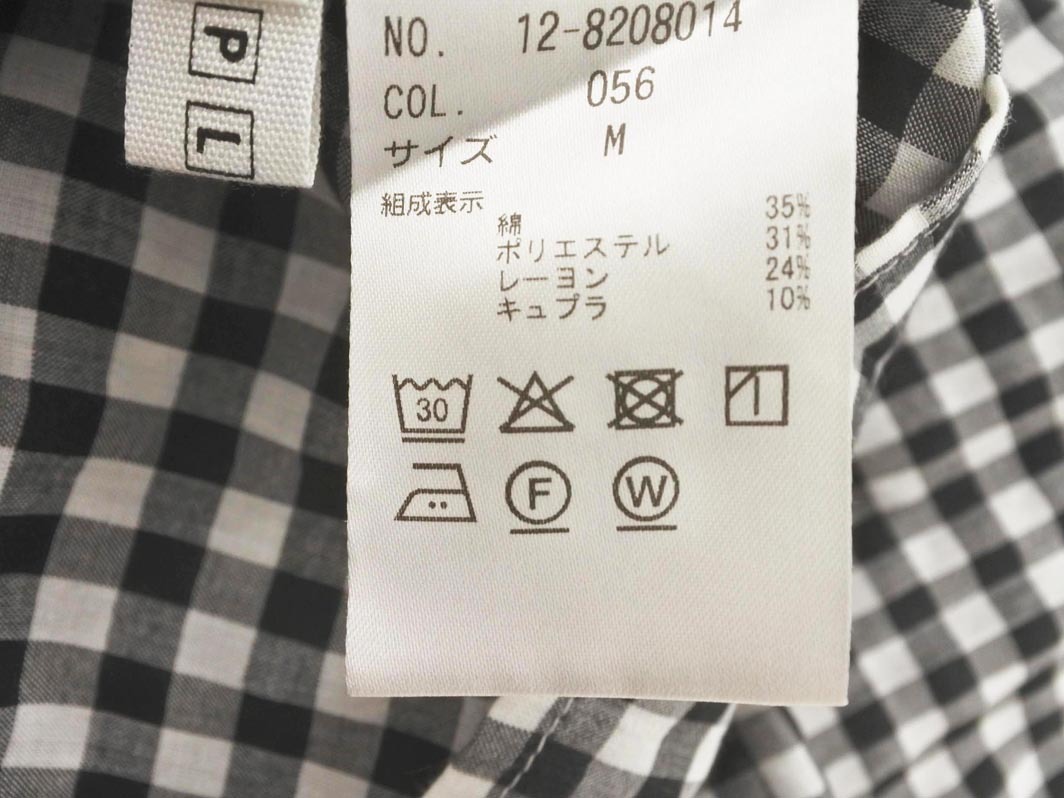 P
L
NO. 12-8208014
COL. 056
サイズ M
組成表示
綿 35%
ポリエステル 31%
レーヨン 24%
キュプラ 10%
30
F W